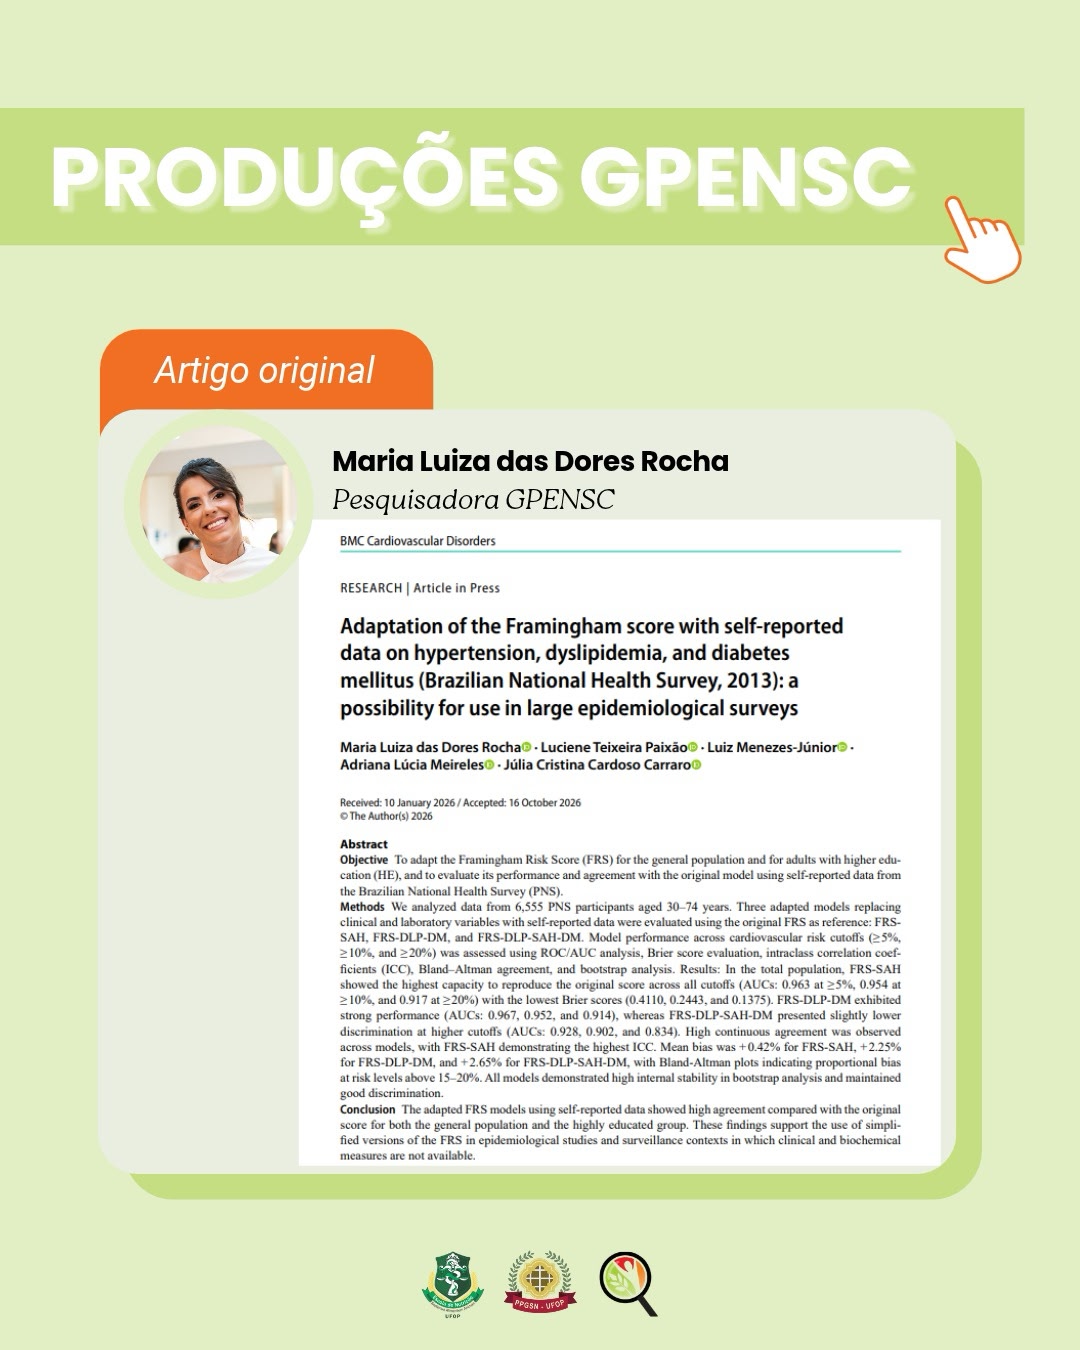 PRODUÇÕES GPENSC
Artigo original
Maria Luiza das Dores Rocha
Pesquisadora GPENSC
BMC Cardiovascular Disorders
RESEARCH | Article in Press
Adaptation of the Framingham score with self-reported
data on hypertension, dyslipidemia, and diabetes
mellitus (Brazilian National Health Survey, 2013): a
possibility for use in large epidemiological surveys
Maria Luiza das Dores Rocha · Luciene Teixeira Paixão · Luiz Menezes-Júnior ·
Adriana Lúcia Meireles · Júlia Cristina Cardoso Carraro
Received: 10 January 2026 / Accepted: 16 October 2026
© The Author(s) 2026
Abstract
Objective To adapt the Framingham Risk Score (FRS) for the general population and for adults with higher edu-
cation (HE), and to evaluate its performance and agreement with the original model using self-reported data from
the Brazilian National Health Survey (PNS).
Methods We analyzed data from 6,555 PNS participants aged 30–74 years. Three adapted models replacing
clinical and laboratory variables with self-reported data were evaluated using the original FRS as reference: FRS-
SAH, FRS-DLP-DM, and FRS-DLP-SAH-DM. Model performance across cardiovascular risk cutoffs (≥5%,
≥10%, and ≥20%) was assessed using ROC/AUC analysis, Brier score evaluation, intraclass correlation coef-
ficients (ICC), Bland–Altman agreement, and bootstrap analysis. Results: In the total population, FRS-SAH
showed the highest capacity to reproduce the original score across all cutoffs (AUCs: 0.963 at ≥5%, 0.954 at
≥10%, and 0.917 at ≥20%) with the lowest Brier scores (0.4110, 0.2443, and 0.1375). FRS-DLP-DM exhibited
strong performance (AUCs: 0.967, 0.952, and 0.914), whereas FRS-DLP-SAH-DM presented slightly lower
discrimination at higher cutoffs (AUCs: 0.928, 0.902, and 0.834). High continuous agreement was observed
across models, with FRS-SAH demonstrating the highest ICC. Mean bias was +0.42% for FRS-SAH, +2.25%
for FRS-DLP-DM, and +2.65% for FRS-DLP-SAH-DM, with Bland-Altman plots indicating proportional bias
at risk levels above 15–20%. All models demonstrated high internal stability in bootstrap analysis and maintained
good discrimination.
Conclusion The adapted FRS models using self-reported data showed high agreement compared with the original
score for both the general population and the highly educated group. These findings support the use of simpli-
fied versions of the FRS in epidemiological studies and surveillance contexts in which clinical and biochemical
measures are not available.
UFOP
PPGSN - UFOP